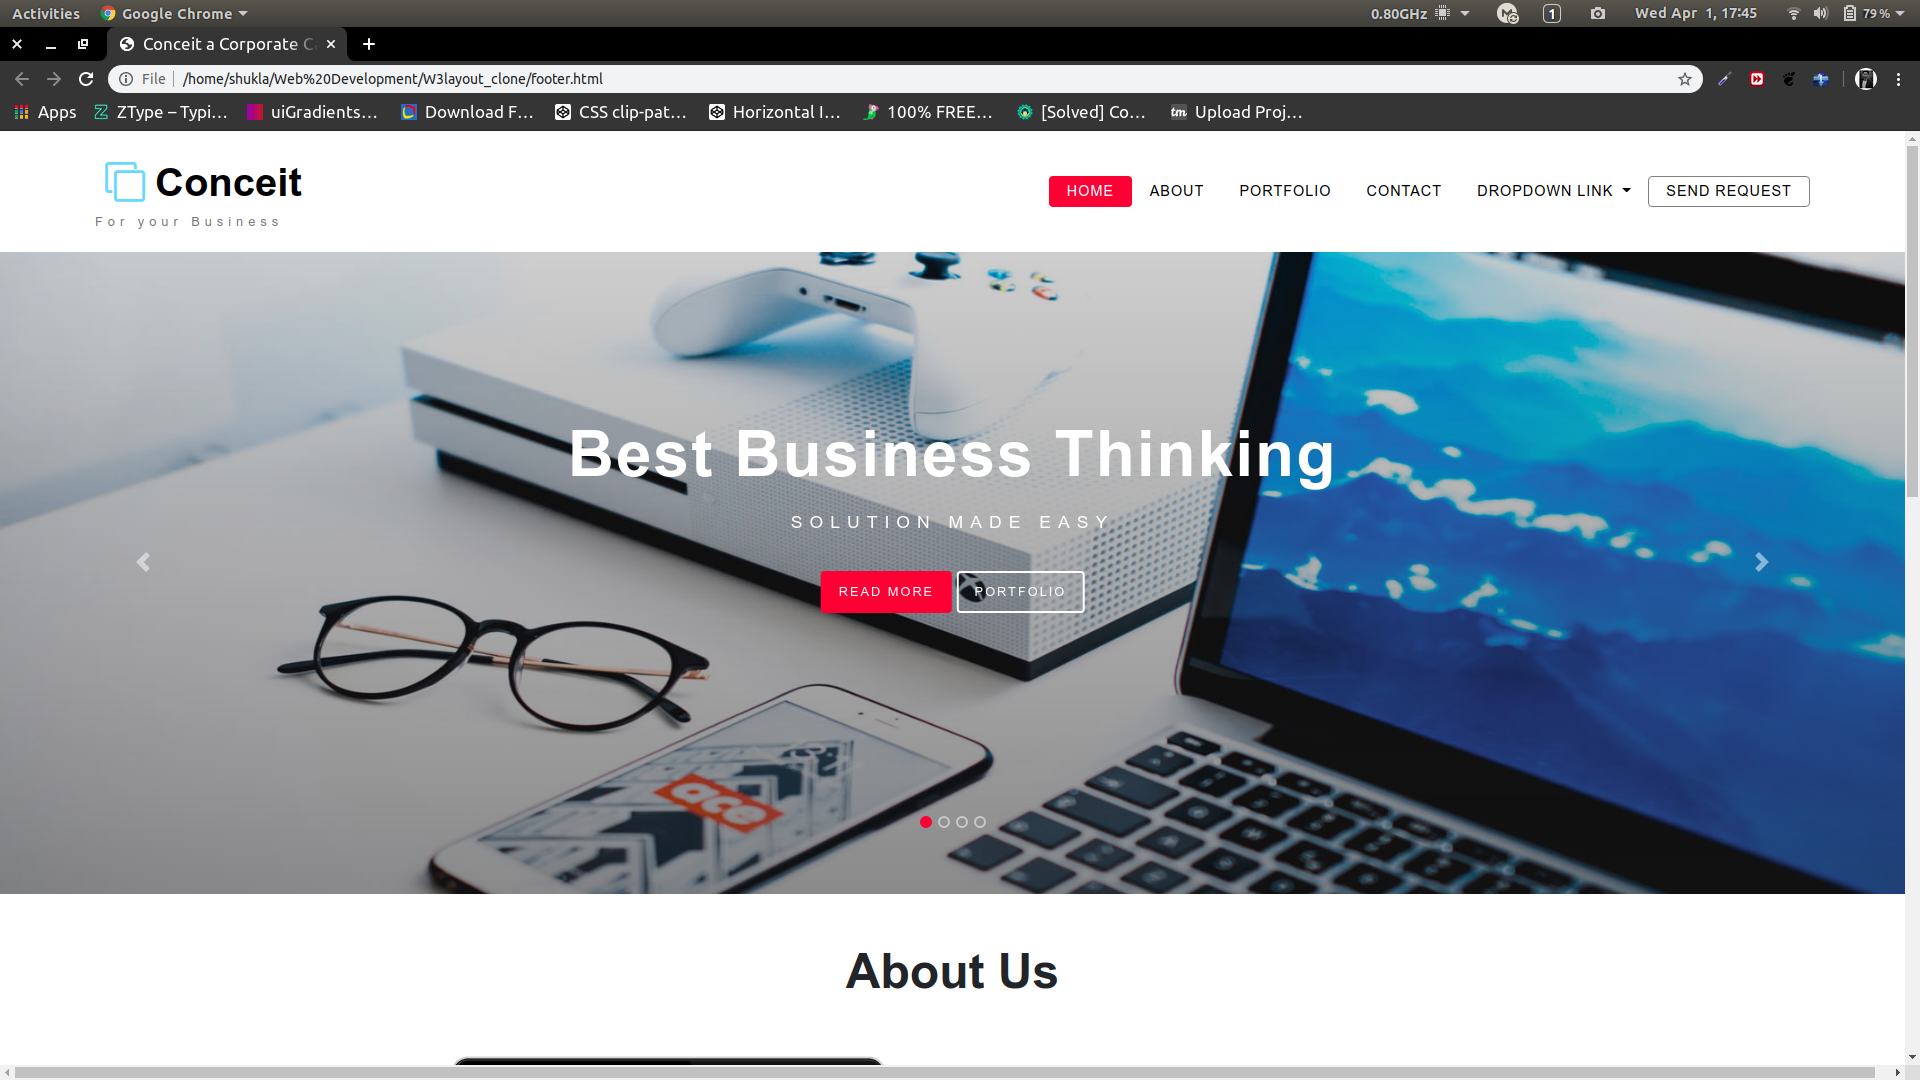 Activities Google Chrome 0.80GHz 1 Wed Apr 1, 17:45 79 %
Conceit a Corporate C
File /home/shukla/Web%20Development/W3layout_clone/footer.html
Apps ZType – Typi… uiGradients… Download F… CSS clip-pat… Horizontal I… 100% FREE… [Solved] Co… tm Upload Proj…
Conceit
For your Business
HOME ABOUT PORTFOLIO CONTACT DROPDOWN LINK SEND REQUEST
Best Business Thinking
SOLUTION MADE EASY
READ MORE PORTFOLIO
ace
About Us